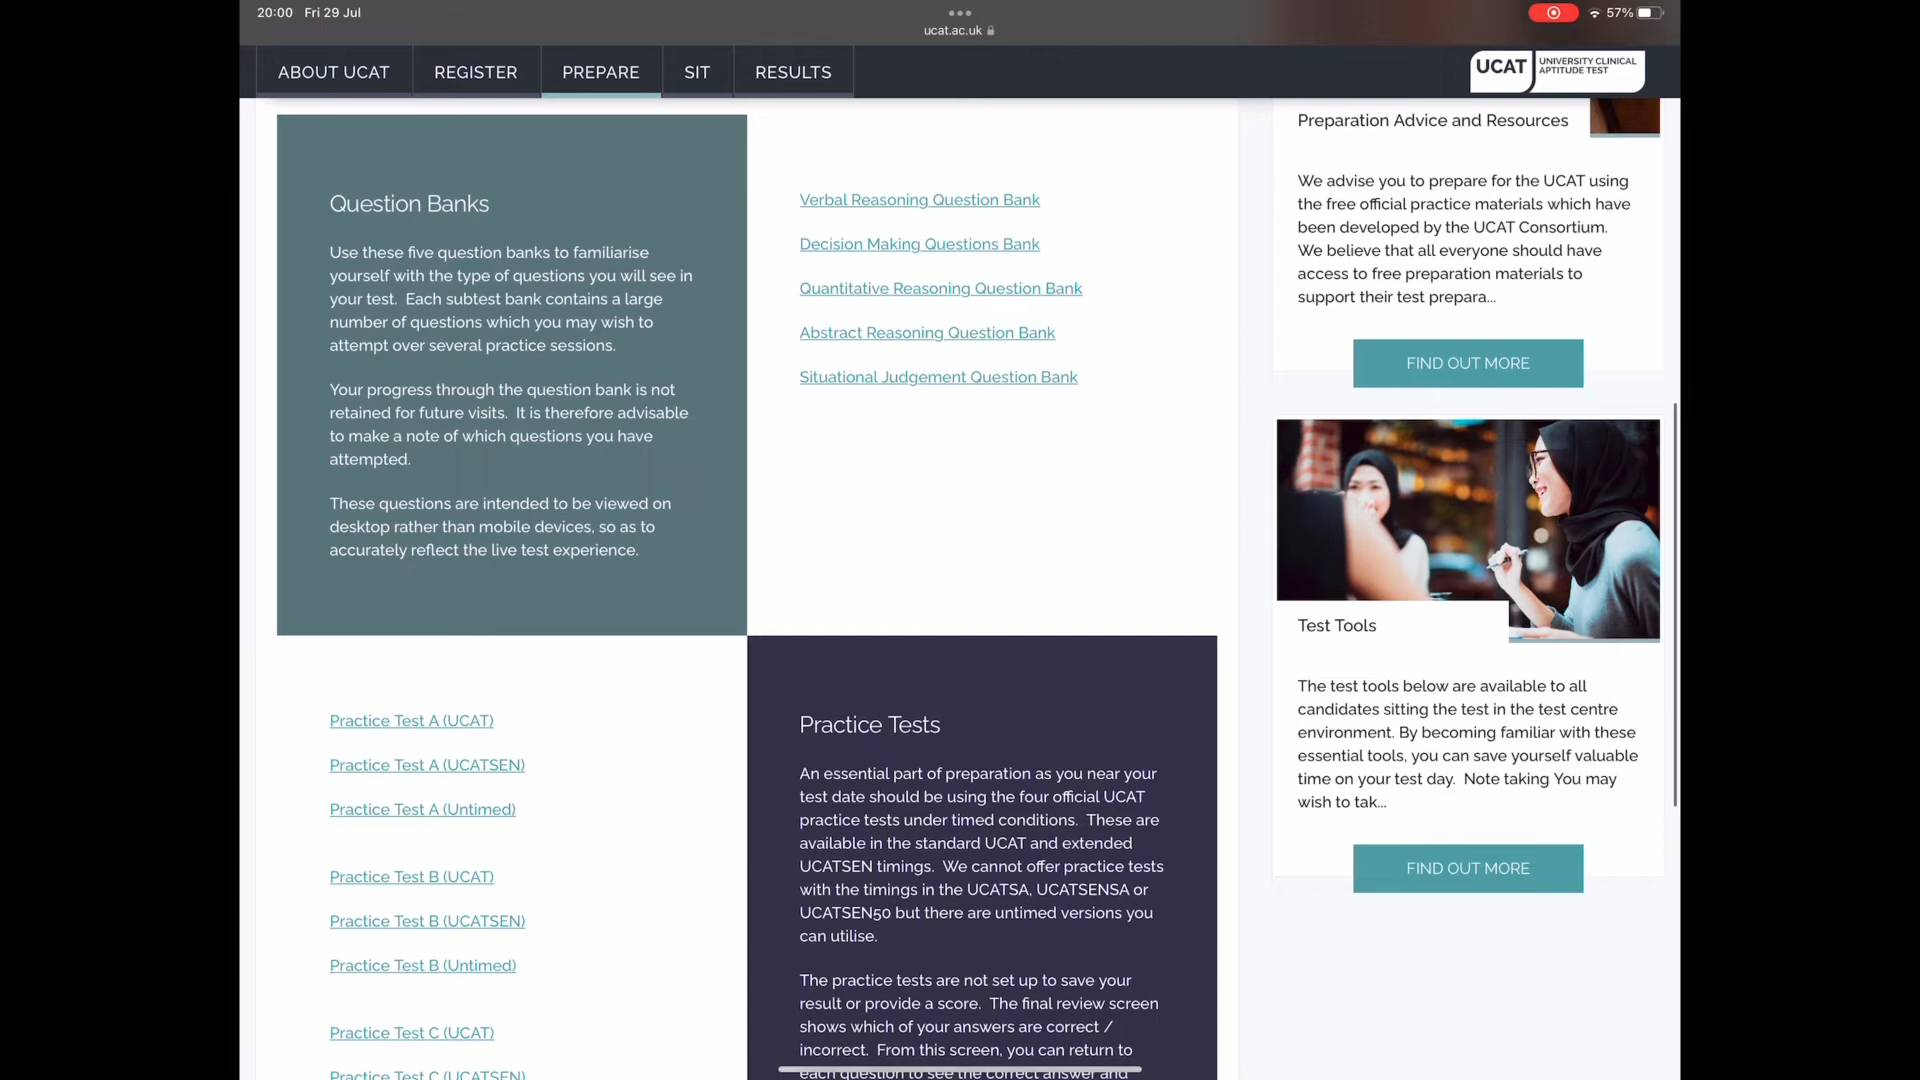 20:00 Fri 29 Jul
ucat.ac.uk
57%
ABOUT UCAT
REGISTER
PREPARE
SIT
RESULTS
UCAT
UNIVERSITY CLINICAL
APTITUDE TEST
Question Banks
Use these five question banks to familiarise
yourself with the type of questions you will see in
your test. Each subtest bank contains a large
number of questions which you may wish to
attempt over several practice sessions.
Your progress through the question bank is not
retained for future visits. It is therefore advisable
to make a note of which questions you have
attempted.
These questions are intended to be viewed on
desktop rather than mobile devices, so as to
accurately reflect the live test experience.
Verbal Reasoning Question Bank
Decision Making Questions Bank
Quantitative Reasoning Question Bank
Abstract Reasoning Question Bank
Situational Judgement Question Bank
Practice Test A (UCAT)
Practice Test A (UCATSEN)
Practice Test A (Untimed)
Practice Test B (UCAT)
Practice Test B (UCATSEN)
Practice Test B (Untimed)
Practice Test C (UCAT)
Practice Test C (UCATSEN)
Practice Tests
An essential part of preparation as you near your
test date should be using the four official UCAT
practice tests under timed conditions. These are
available in the standard UCAT and extended
UCATSEN timings. We cannot offer practice tests
with the timings in the UCATSA, UCATSENSA or
UCATSEN50 but there are untimed versions you
can utilise.
The practice tests are not set up to save your
result or provide a score. The final review screen
shows which of your answers are correct /
incorrect. From this screen, you can return to
each question to see the correct answer and
Preparation Advice and Resources
We advise you to prepare for the UCAT using
the free official practice materials which have
been developed by the UCAT Consortium.
We believe that all everyone should have
access to free preparation materials to
support their test prepara...
FIND OUT MORE
Test Tools
The test tools below are available to all
candidates sitting the test in the test centre
environment. By becoming familiar with these
essential tools, you can save yourself valuable
time on your test day. Note taking You may
wish to tak...
FIND OUT MORE